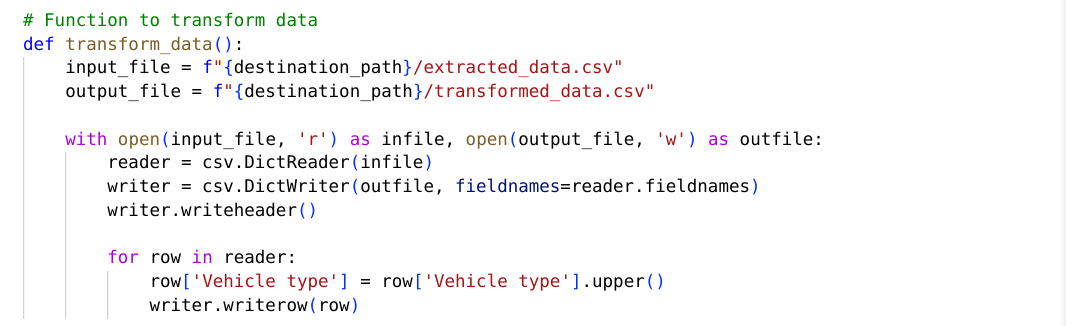 # Function to transform data
def transform_data():
    input_file = f"{destination_path}/extracted_data.csv"
    output_file = f"{destination_path}/transformed_data.csv"

    with open(input_file, 'r') as infile, open(output_file, 'w') as outfile:
        reader = csv.DictReader(infile)
        writer = csv.DictWriter(outfile, fieldnames=reader.fieldnames)
        writer.writeheader()

        for row in reader:
            row['Vehicle type'] = row['Vehicle type'].upper()
            writer.writerow(row)